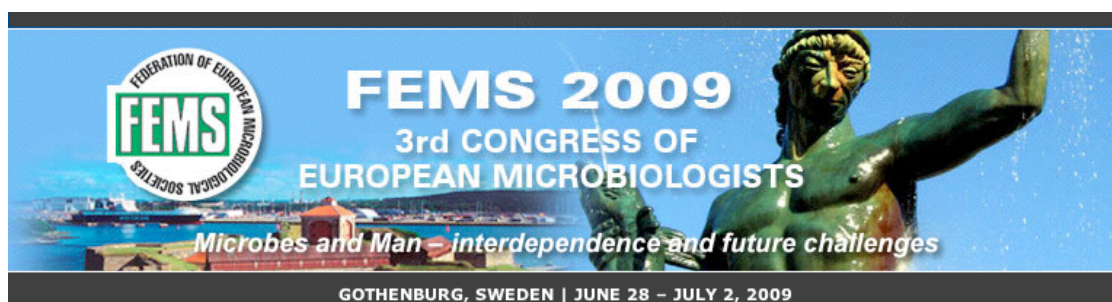 FEDERATION OF EUROPEAN MICROBIOLOGICAL SOCIETIES
FEMS
FEMS 2009
3rd CONGRESS OF
EUROPEAN MICROBIOLOGISTS
Microbes and Man – interdependence and future challenges
GOTHENBURG, SWEDEN | JUNE 28 – JULY 2, 2009